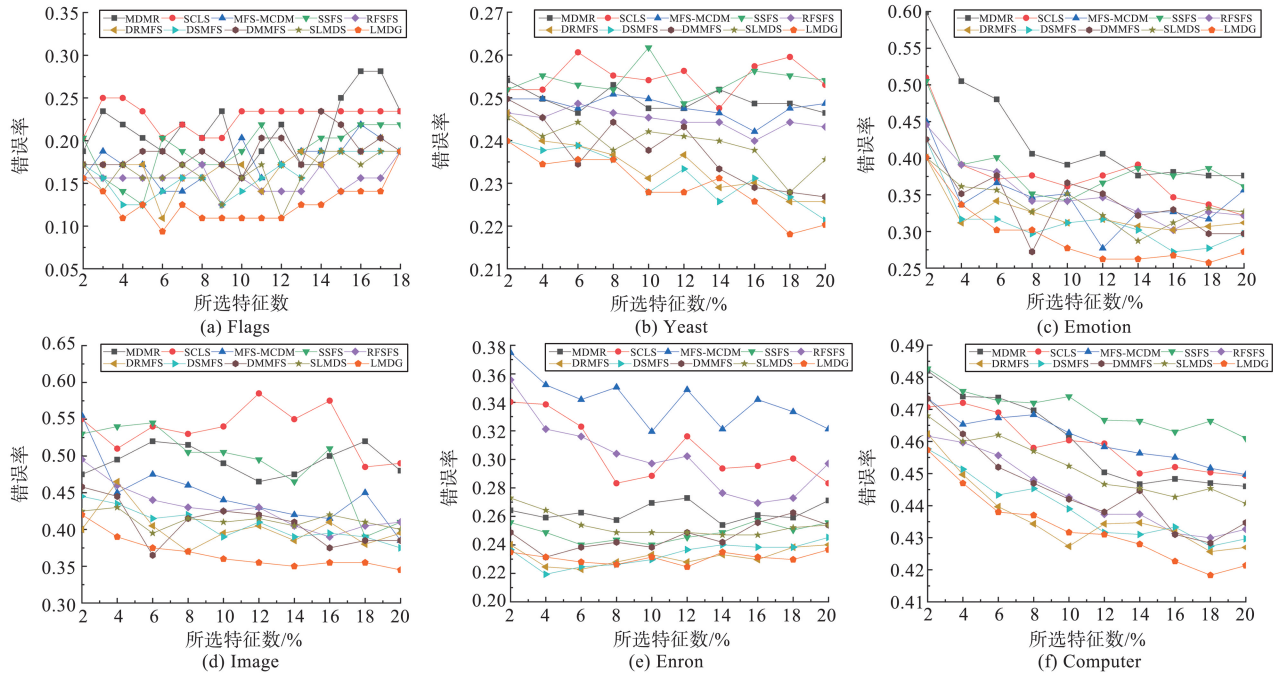 MDMR SCLS MFS-MCDM SSFS RFSFS
DRMFS DSMFS DMMFS SLMDS LMDG
错误率
0.35
0.30
0.25
0.20
0.15
0.10
0.05
2 4 6 8 10 12 14 16 18
所选特征数
(a) Flags
MDMR SCLS MFS-MCDM SSFS RFSFS
DRMFS DSMFS DMMFS SLMDS LMDG
错误率
0.27
0.26
0.25
0.23
0.22
0.21
2 4 6 8 10 12 14 16 18 20
所选特征数/%
(b) Yeast
MDMR SCLS MFS-MCDM SSFS RFSFS
DRMFS DSMFS DMMFS SLMDS LMDG
错误率
0.60
0.55
0.50
0.45
0.40
0.35
0.30
0.25
2 4 6 8 10 12 14 16 18 20
所选特征数/%
(c) Emotion
MDMR SCLS MFS-MCDM SSFS RFSFS
DRMFS DSMFS DMMFS SLMDS LMDG
错误率
0.65
0.60
0.55
0.50
0.45
0.40
0.35
0.30
2 4 6 8 10 12 14 16 18 20
所选特征数/%
(d) Image
MDMR SCLS MFS-MCDM SSFS RFSFS
DRMFS DSMFS DMMFS SLMDS LMDG
错误率
0.38
0.36
0.34
0.32
0.30
0.28
0.26
0.24
0.22
0.20
2 4 6 8 10 12 14 16 18 20
所选特征数/%
(e) Enron
MDMR SCLS MFS-MCDM SSFS RFSFS
DRMFS DSMFS DMMFS SLMDS LMDG
错误率
0.49
0.48
0.47
0.46
0.45
0.44
0.43
0.42
0.41
2 4 6 8 10 12 14 16 18 20
所选特征数/%
(f) Computer